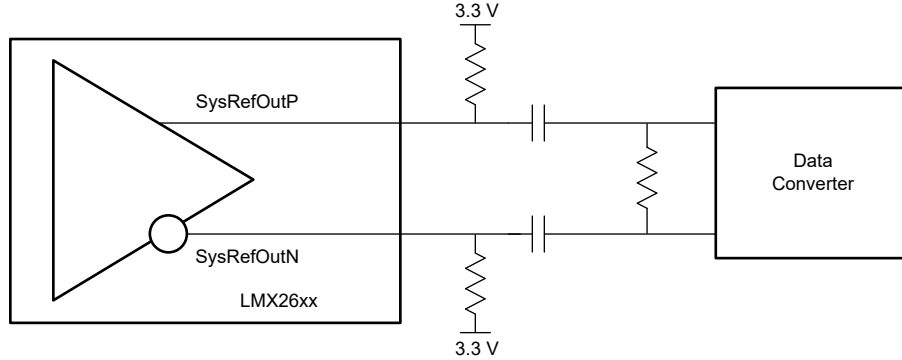 3.3 V
SysRefOutP
Data
Converter
SysRefOutN
LMX26xx
3.3 V